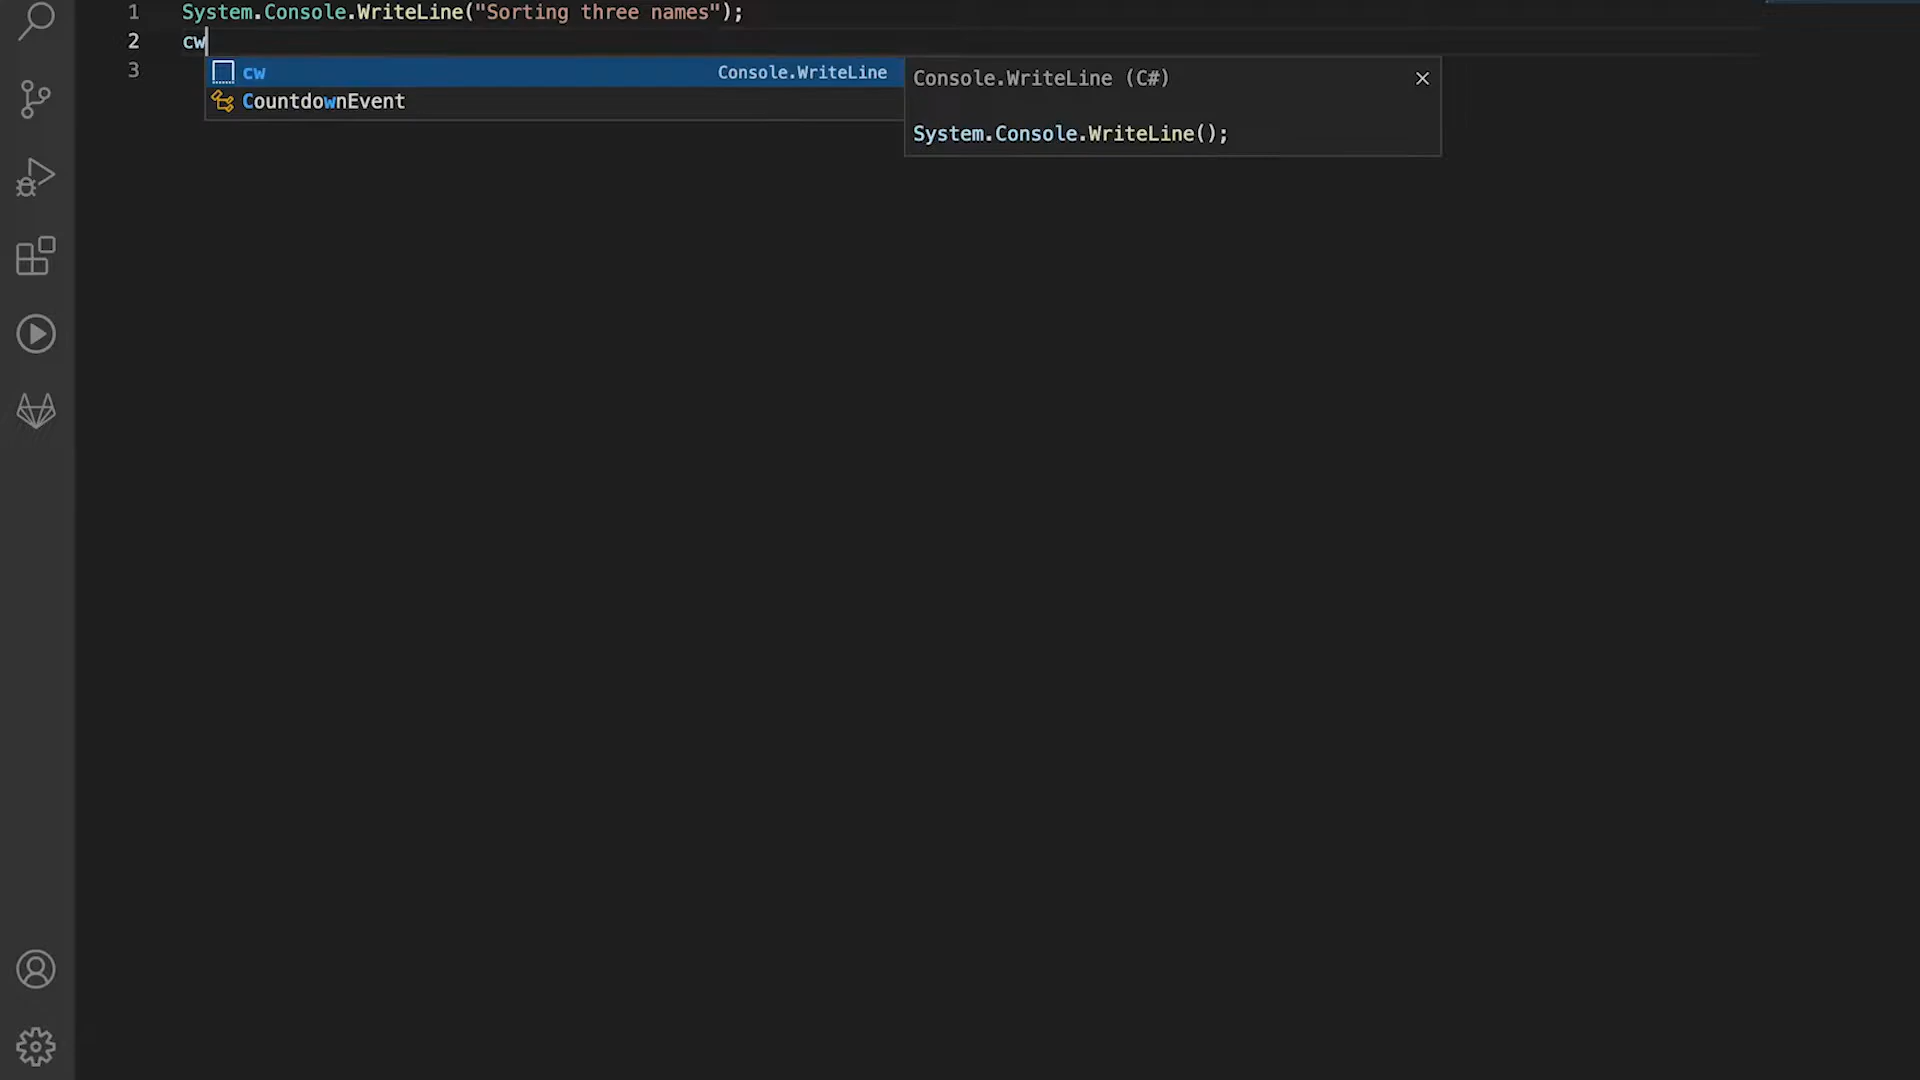 1 System.Console.WriteLine("Sorting three names");
2 cw
3
cw Console.WriteLine
CountdownEvent
Console.WriteLine (C#)
System.Console.WriteLine();